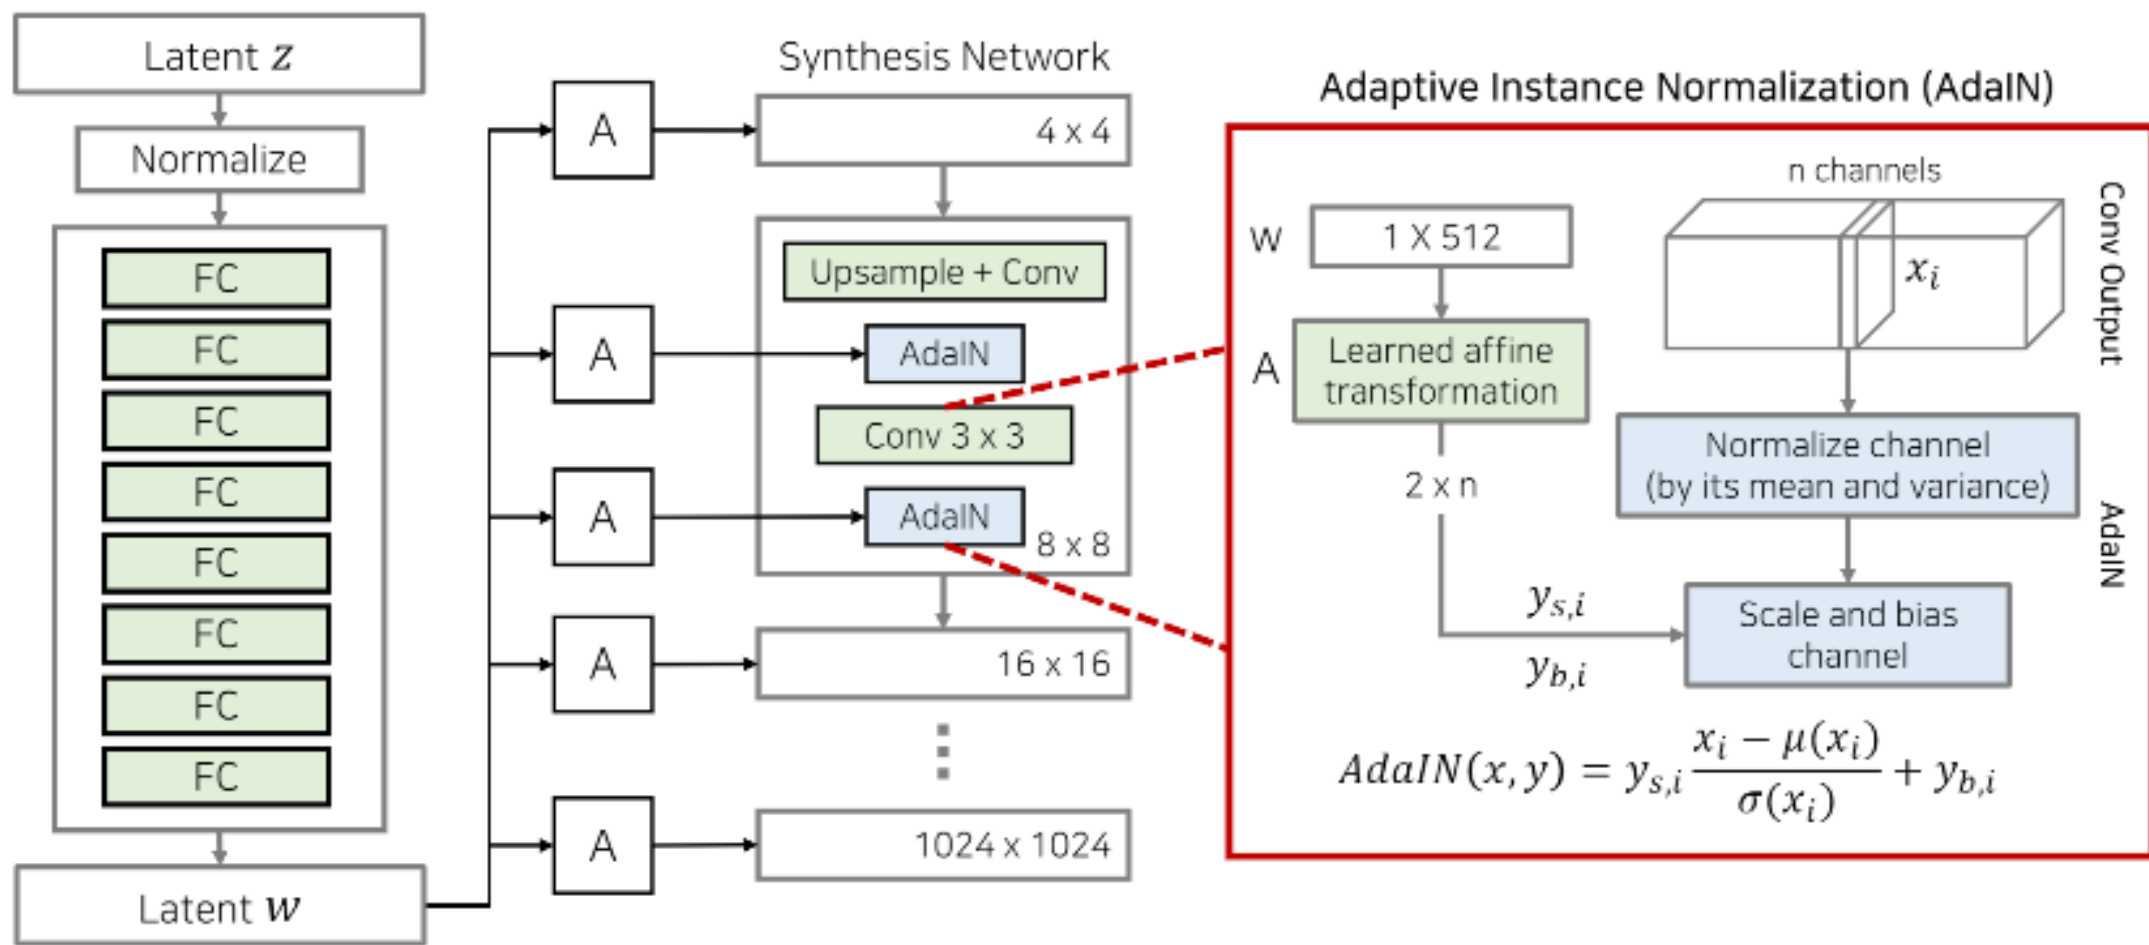 Latent z
Normalize
FC
FC
FC
FC
FC
FC
FC
FC
Latent w
A
A
A
A
A
Synthesis Network
4 x 4
Upsample + Conv
AdaIN
Conv 3 x 3
AdaIN
8 x 8
16 x 16
1024 x 1024
Adaptive Instance Normalization (AdaIN)
w
1 X 512
A
Learned affine
transformation
2 x n
y_{s,i}
y_{b,i}
n channels
x_i
Conv Output
Normalize channel
(by its mean and variance)
AdaIN
Scale and bias
channel
AdaIN(x, y) = y_{s,i} \frac{x_i - μ(x_i)}{σ(x_i)} + y_{b,i}